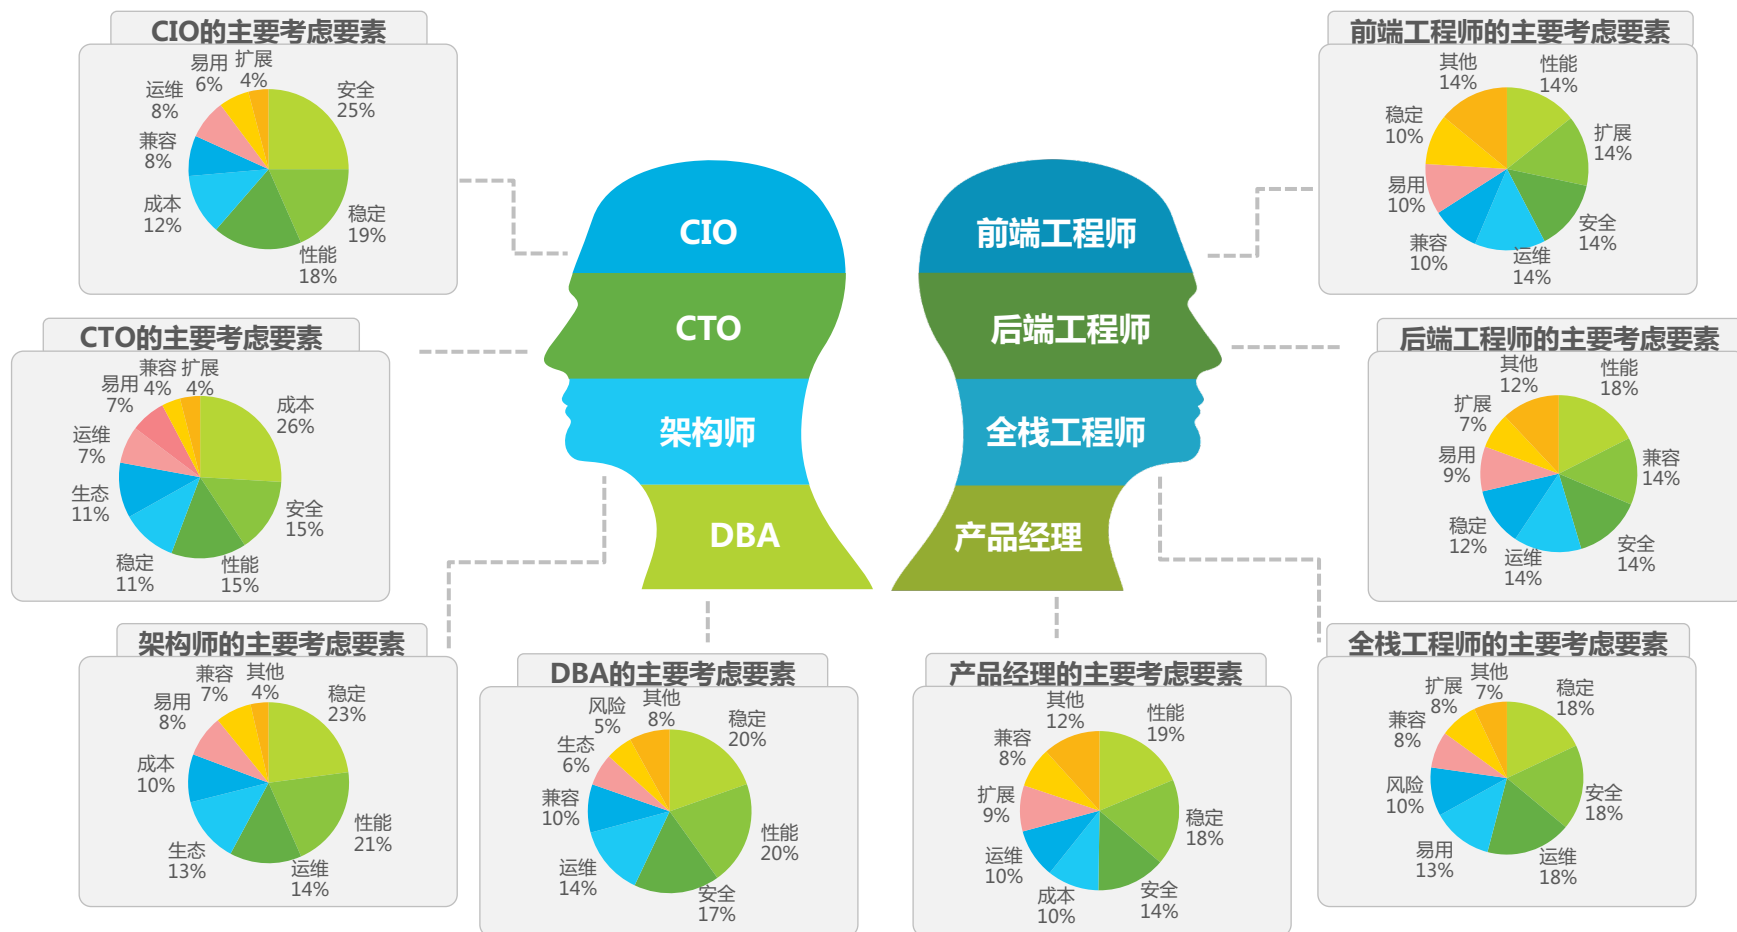 CIO的主要考虑要素
扩展
4%
易用
6%
运维
8%
兼容
8%
成本
12%
安全
25%
稳定
19%
性能
18%
CTO的主要考虑要素
兼容
4%
扩展
4%
易用
7%
运维
7%
生态
11%
稳定
11%
成本
26%
安全
15%
性能
15%
架构师的主要考虑要素
兼容
7%
其他
4%
易用
8%
成本
10%
生态
13%
稳定
23%
性能
21%
运维
14%
CIO
CTO
架构师
DBA
前端工程师
后端工程师
全栈工程师
产品经理
DBA的主要考虑要素
其他
8%
风险
5%
生态
6%
兼容
10%
运维
14%
稳定
20%
性能
20%
安全
17%
产品经理的主要考虑要素
其他
12%
兼容
8%
扩展
9%
运维
10%
成本
10%
性能
19%
稳定
18%
安全
14%
前端工程师的主要考虑要素
其他
14%
性能
14%
稳定
10%
扩展
14%
易用
10%
安全
14%
兼容
10%
运维
14%
后端工程师的主要考虑要素
其他
12%
性能
18%
扩展
7%
兼容
14%
易用
9%
稳定
12%
安全
14%
运维
14%
全栈工程师的主要考虑要素
其他
7%
稳定
18%
扩展
8%
兼容
8%
风险
10%
安全
18%
易用
13%
运维
18%